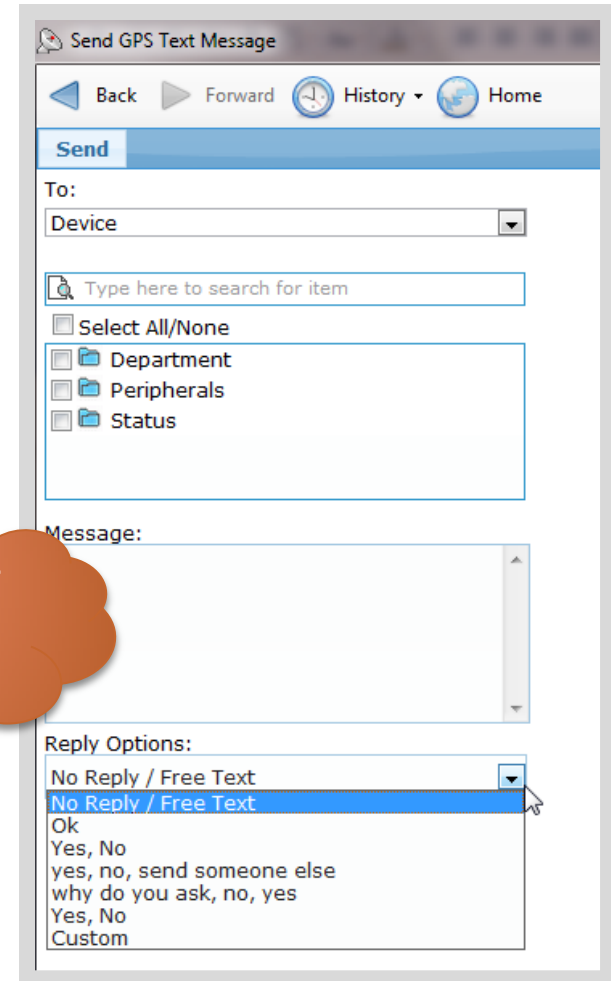 Send GPS Text Message
Back Forward History Home
Send
To:
Device
Type here to search for item
Select All/None
Department
Peripherals
Status
Message:
Reply Options:
No Reply / Free Text
No Reply / Free Text
Ok
Yes, No
yes, no, send someone else
why do you ask, no, yes
Yes, No
Custom